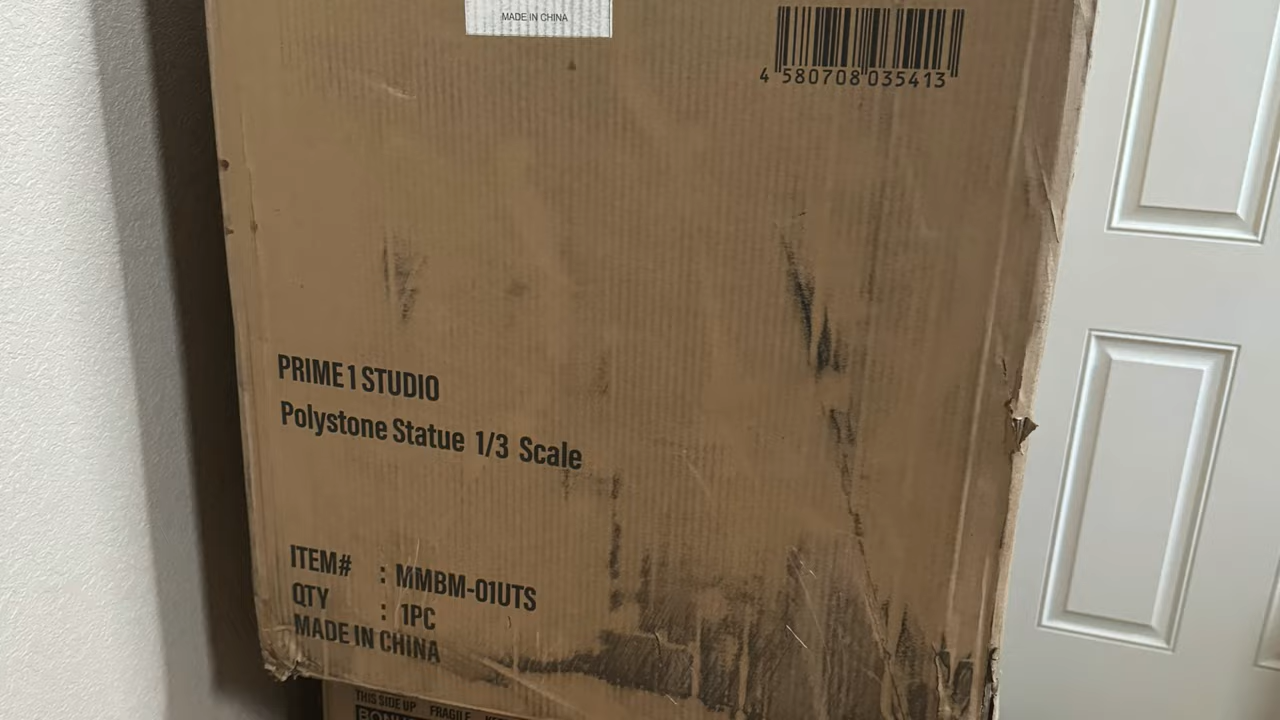 MADE IN CHINA
4 580708 035413
PRIME 1 STUDIO
Polystone Statue 1/3 Scale
ITEM# : MMBM-01UTS
QTY : 1PC
MADE IN CHINA
THIS SIDE UP FRAGILE